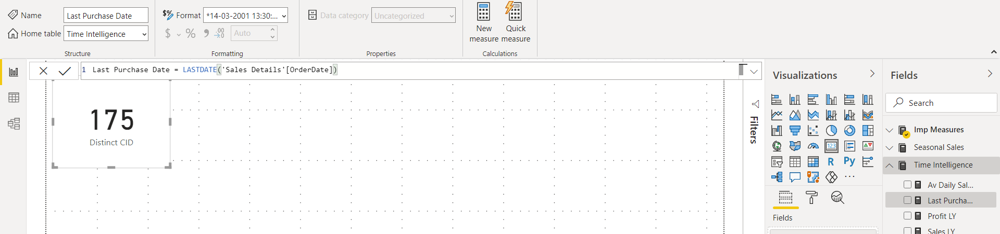 Name
Last Purchase Date
Home table
Time Intelligence
Structure
$%
Format
*14-03-2001 13:30:...
$
%
,
.00
→0
Auto
Formatting
Data category
Uncategorized
Properties
New
measure
Quick
measure
Calculations
1 Last Purchase Date = LASTDATE('Sales Details'[OrderDate])
175
Distinct CID
Filters
Visualizations
123
R
Py
...
Fields
Fields
Search
Imp Measures
Seasonal Sales
Time Intelligence
Av Daily Sal...
Last Purcha...
Profit LY
Sales LY